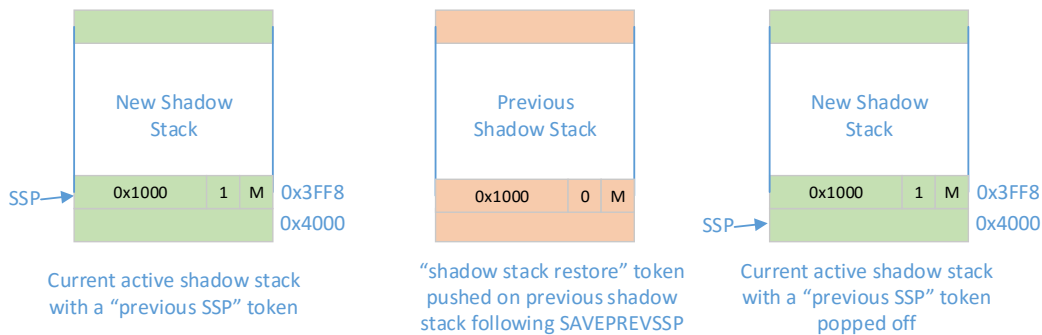 New Shadow
Stack
SSP
0x1000 1 M 0x3FF8
0x4000
Current active shadow stack
with a “previous SSP” token
Previous
Shadow Stack
0x1000 0 M
“shadow stack restore” token
pushed on previous shadow
stack following SAVEPREVSSP
New Shadow
Stack
0x1000 1 M 0x3FF8
SSP 0x4000
Current active shadow stack
with a “previous SSP” token
popped off